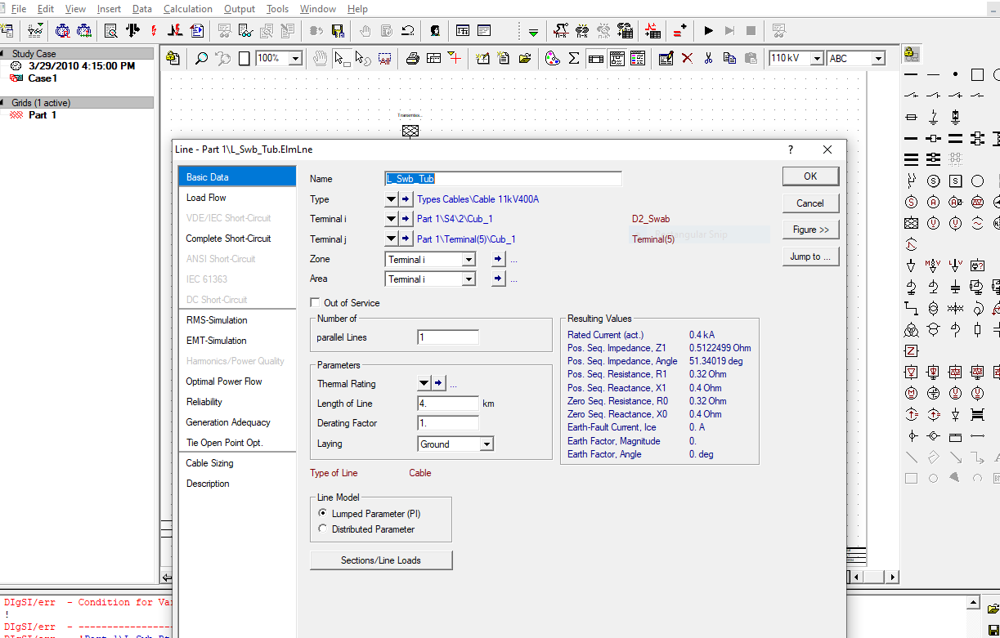 File Edit View Insert Data Calculation Output Tools Window Help
100% 110 kV ABC
Study Case
3/29/2010 4:15:00 PM
Case1
Grids (1 active)
Part 1
Transmiss...
Line - Part 1\L_Swb_Tub.ElmLne ?
Basic Data
Load Flow
VDE/IEC Short-Circuit
Complete Short-Circuit
ANSI Short-Circuit
IEC 61363
DC Short-Circuit
RMS-Simulation
EMT-Simulation
Harmonics/Power Quality
Optimal Power Flow
Reliability
Generation Adequacy
Tie Open Point Opt.
Cable Sizing
Description
Name L_Swb_Tub
Type Types Cables\Cable 11kV400A
Terminal i Part 1\S4\2\Cub_1 D2_Swab
Rectangular Snip
Terminal j Part 1\Terminal(5)\Cub_1 Terminal(5)
Zone Terminal i ...
Area Terminal i ...
Out of Service
Number of
parallel Lines 1
Parameters
Thermal Rating ...
Length of Line 4. km
Derating Factor 1.
Laying Ground
Type of Line Cable
Line Model
Lumped Parameter (PI)
Distributed Parameter
Sections/Line Loads
Resulting Values
Rated Current (act.) 0.4 kA
Pos. Seq. Impedance, Z1 0.5122499 Ohm
Pos. Seq. Impedance, Angle 51.34019 deg
Pos. Seq. Resistance, R1 0.32 Ohm
Pos. Seq. Reactance, X1 0.4 Ohm
Zero Seq. Resistance, R0 0.32 Ohm
Zero Seq. Reactance, X0 0.4 Ohm
Earth-Fault Current, Ice 0. A
Earth Factor, Magnitude 0.
Earth Factor, Angle 0. deg
OK
Cancel
Figure >>
Jump to ...
DIgSI/err - Condition for Va
!
DIgSI/err - -----------------
DIgSI/err